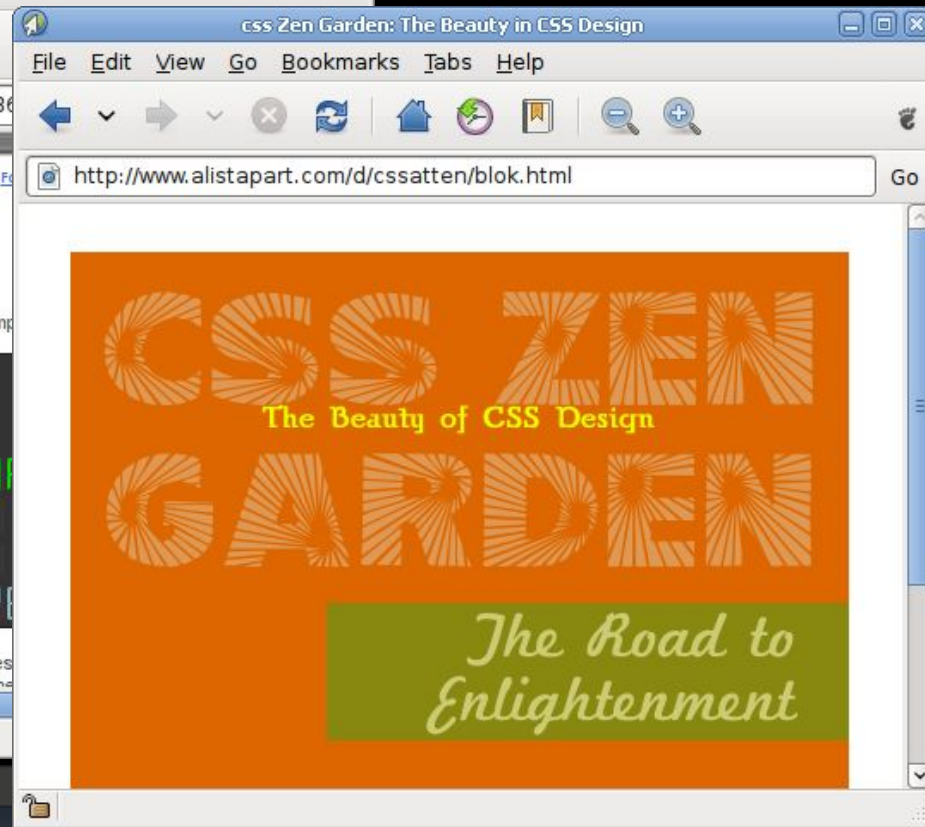 css Zen Garden: The Beauty in CSS Design
File Edit View Go Bookmarks Tabs Help
http://www.alistapart.com/d/cssatten/blok.html Go
CSS ZEN
The Beauty of CSS Design
GARDEN
The Road to
Enlightenment